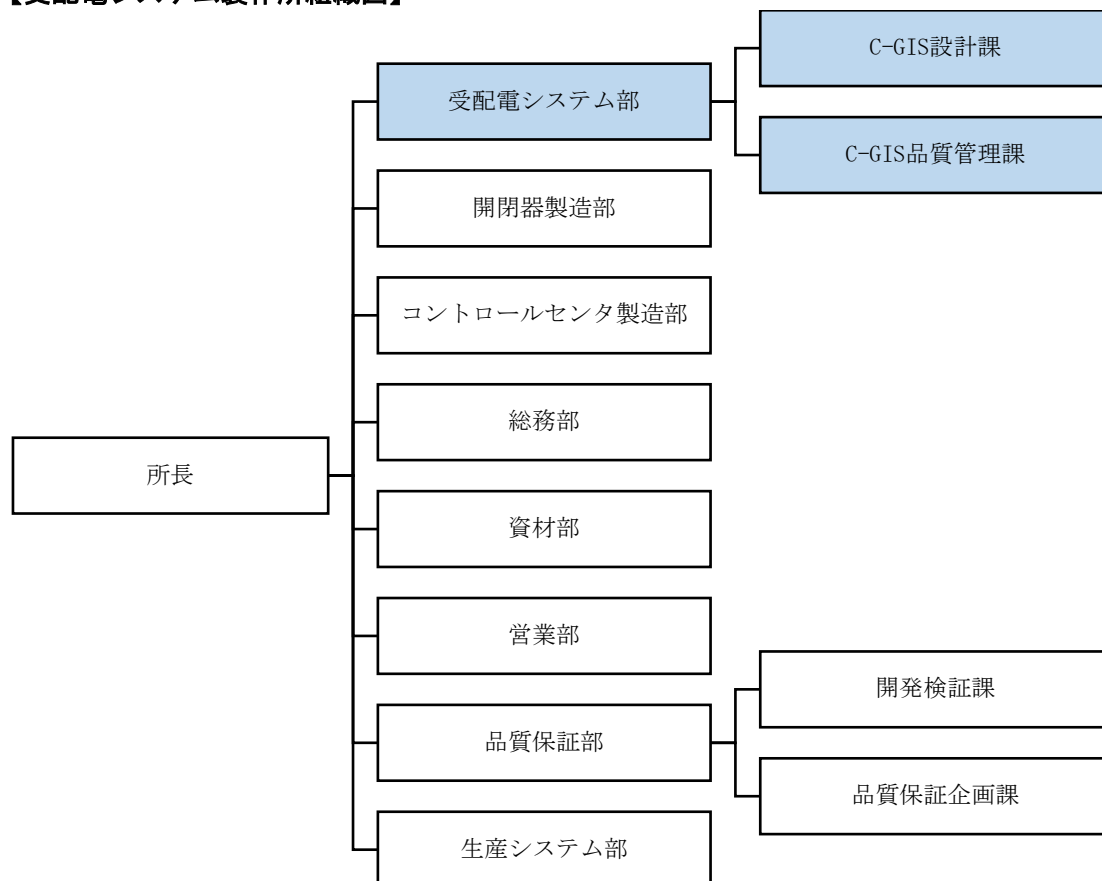 【受配電システム製作所組織図】
C-GIS設計課
受配電システム部
C-GIS品質管理課
開閉器製造部
コントロールセンタ製造部
総務部
所長
資材部
営業部
開発検証課
品質保証部
品質保証企画課
生産システム部